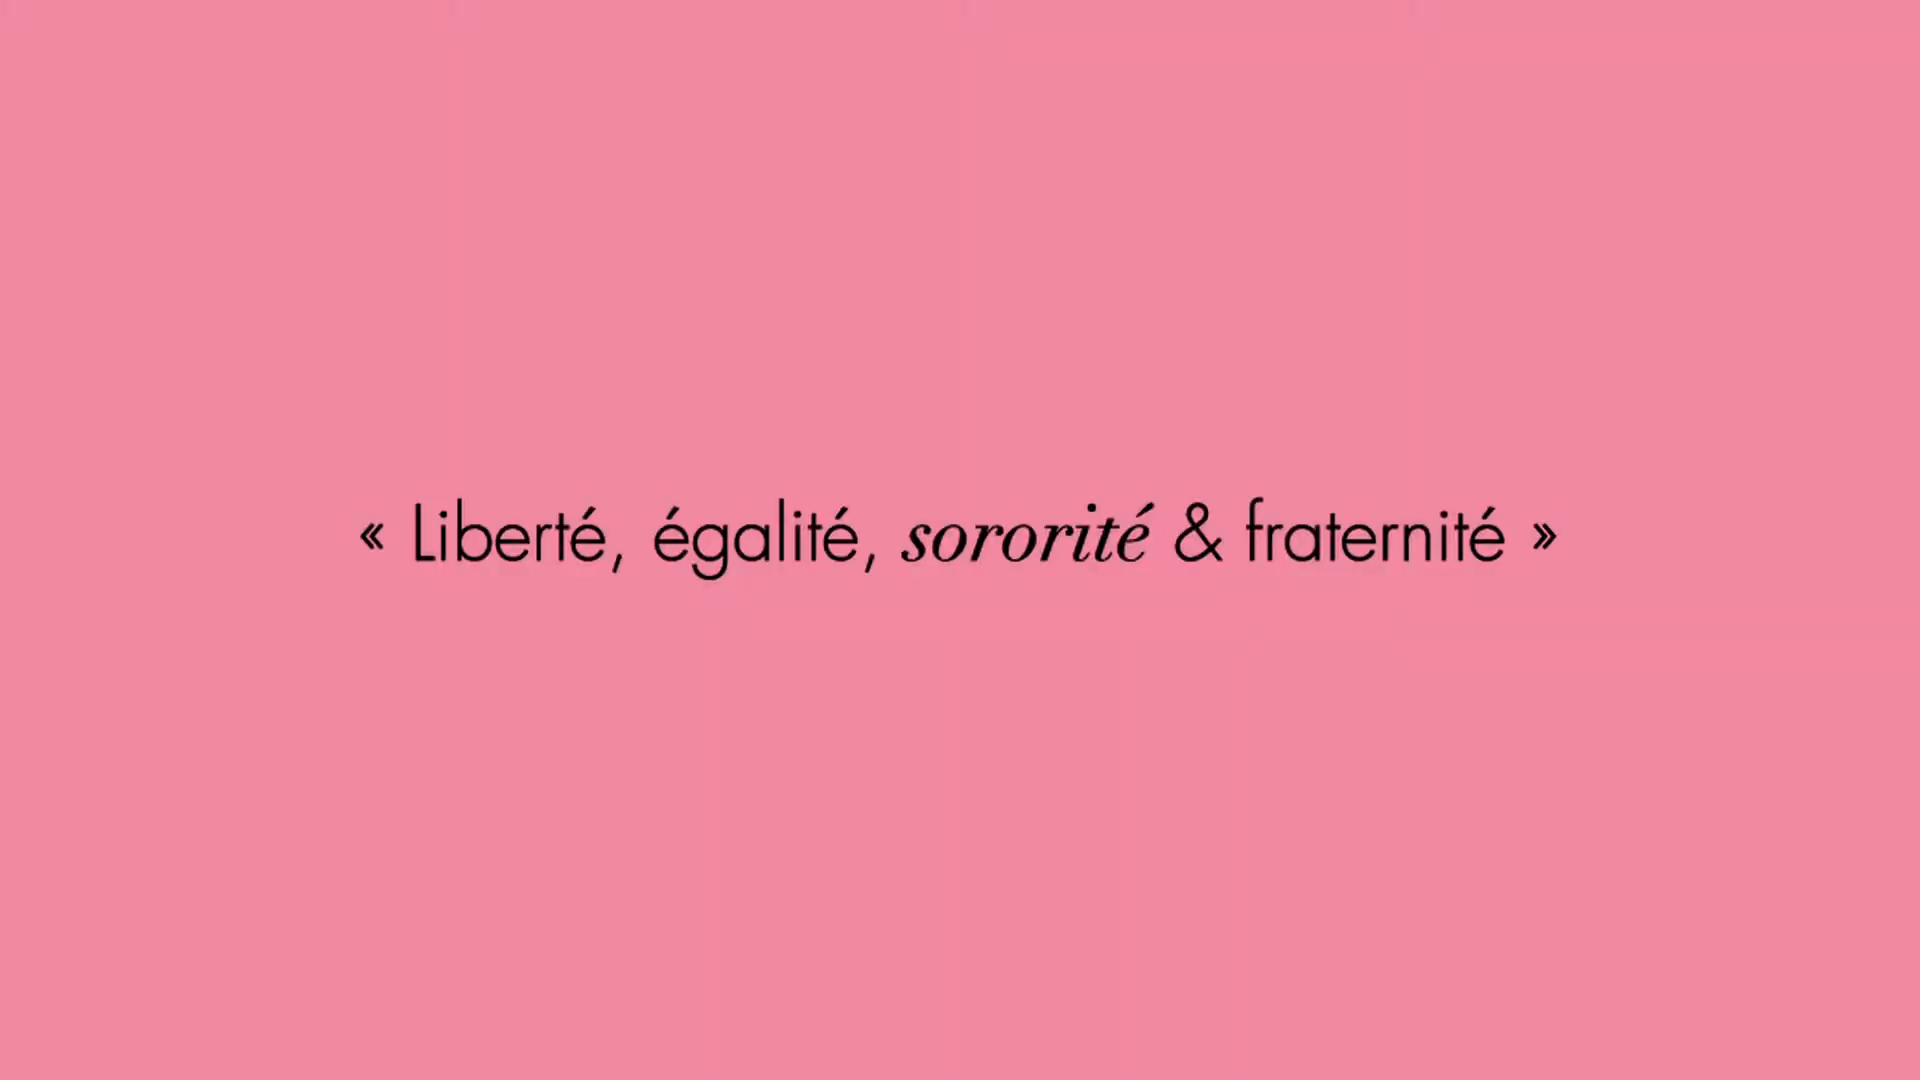 « Liberté, égalité, sororité & fraternité »